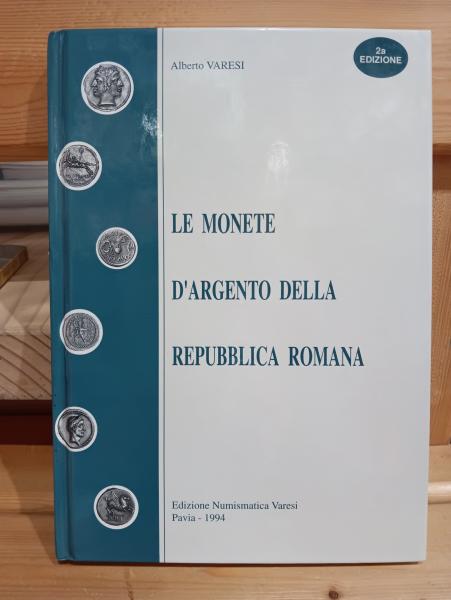 Alberto VARESI
2a
EDIZIONE
LE MONETE
D'ARGENTO DELLA
REPUBBLICA ROMANA
Edizione Numismatica Varesi
Pavia - 1994